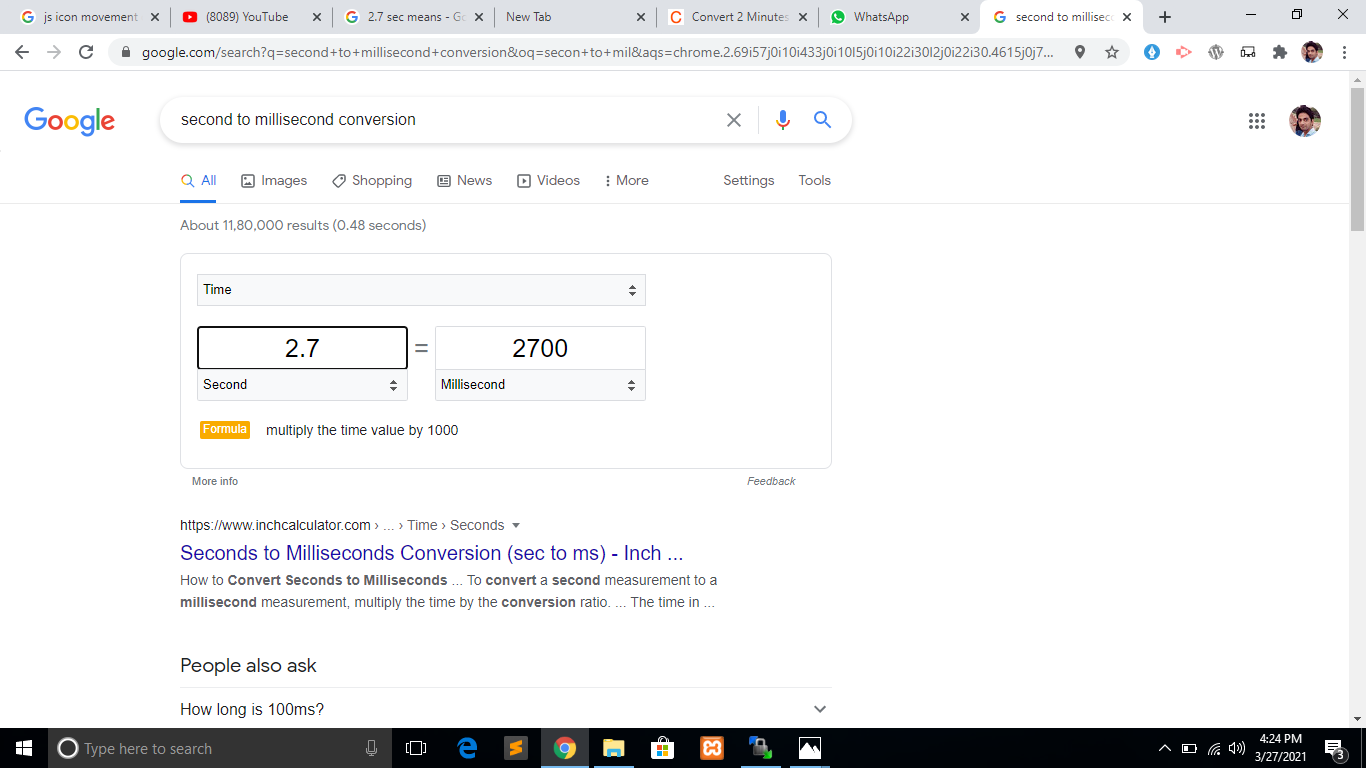 js icon movement
(8089) YouTube
2.7 sec means - Go
New Tab
Convert 2 Minutes
WhatsApp
second to millisec
google.com/search?q=second+to+millisecond+conversion&oq=secon+to+mil&aqs=chrome.2.69i57j0i10i433j0i10l5j0i10i22i30l2j0i22i30.4615j0j7...
Google
second to millisecond conversion
All Images Shopping News Videos More Settings Tools
About 11,80,000 results (0.48 seconds)
Time
2.7 = 2700
Second Millisecond
Formula multiply the time value by 1000
More info Feedback
https://www.inchcalculator.com › ... › Time › Seconds
Seconds to Milliseconds Conversion (sec to ms) - Inch ...
How to Convert Seconds to Milliseconds ... To convert a second measurement to a
millisecond measurement, multiply the time by the conversion ratio. ... The time in ...
People also ask
How long is 100ms?
Type here to search
4:24 PM
3/27/2021
3